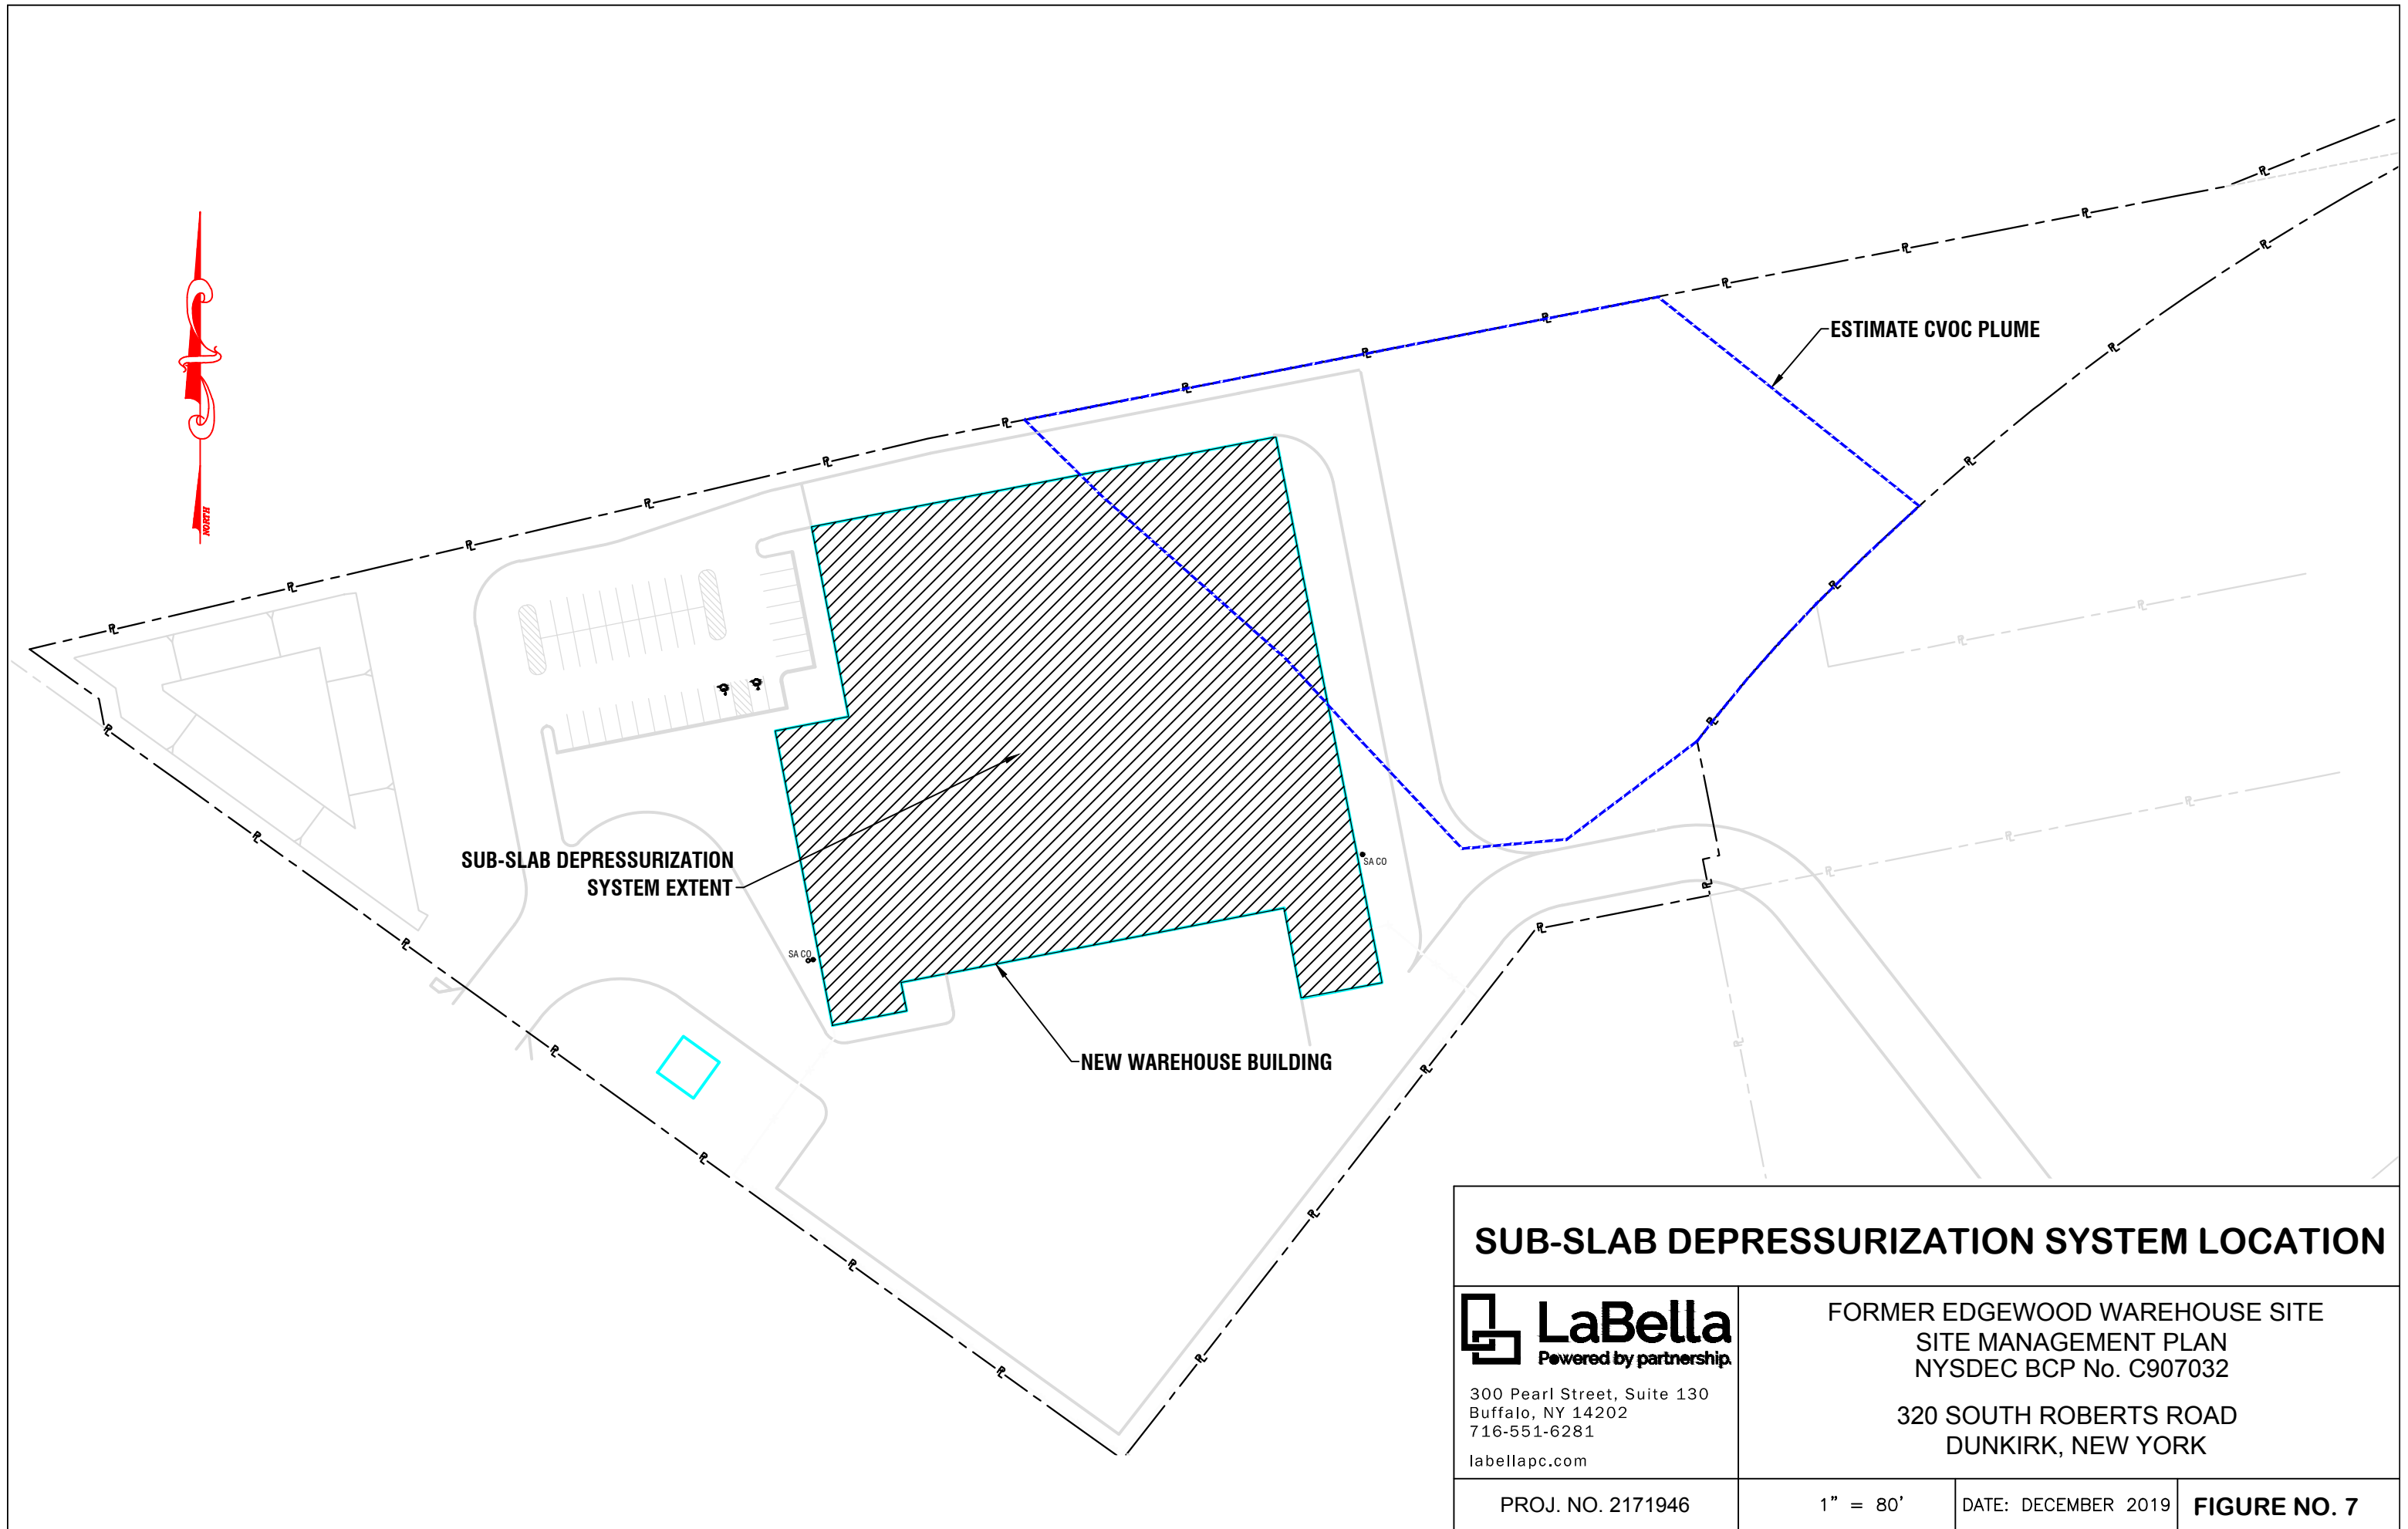 NORTH
ESTIMATE CVOC PLUME
SUB-SLAB DEPRESSURIZATION
SYSTEM EXTENT
SA CO
SA CO
NEW WAREHOUSE BUILDING
SUB-SLAB DEPRESSURIZATION SYSTEM LOCATION
LaBella
Powered by partnership.
300 Pearl Street, Suite 130
Buffalo, NY 14202
716-551-6281
labellapc.com
FORMER EDGEWOOD WAREHOUSE SITE
SITE MANAGEMENT PLAN
NYSDEC BCP No. C907032
320 SOUTH ROBERTS ROAD
DUNKIRK, NEW YORK
PROJ. NO. 2171946
1" = 80'
DATE: DECEMBER 2019
FIGURE NO. 7